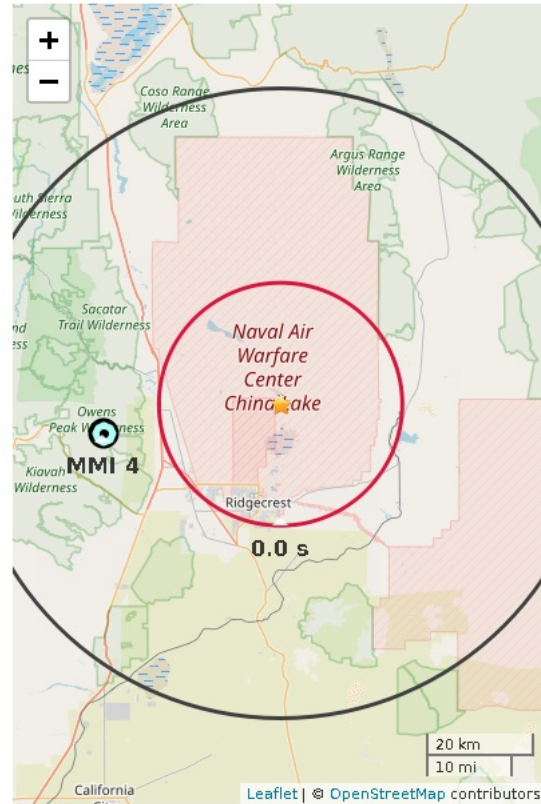 +
−
Coso Range
Wilderness
Area
Argus Range
Wilderness
Area
Wilderness
Sacatar
Trail Wilderness
Naval Air
Warfare
Center
China Lake
Owens
Peak Wilderness
MMI 4
Kiavah
Wilderness
Ridgecrest
0.0 s
20 km
10 mi
California
Leaflet | © OpenStreetMap contributors